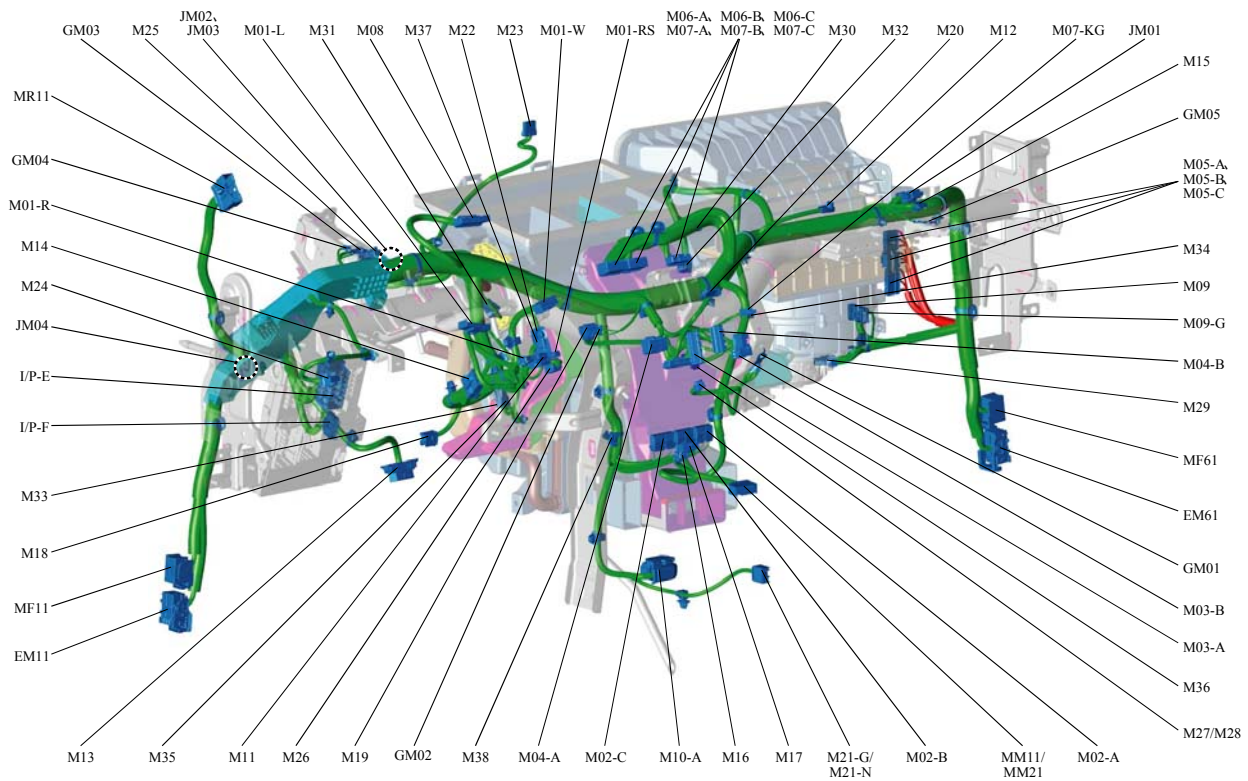 GM03
M25
JM02、
JM03
M01-L
M31
M08
M37
M22
M23
M01-W
M01-RS
M06-A、
M07-A、
M06-B、
M07-B、
M06-C
M07-C
M30
M32
M20
M12
M07-KG
JM01
MR11
GM04
M01-R
M14
M24
JM04
I/P-E
I/P-F
M33
M18
MF11
EM11
M15
GM05
M05-A、
M05-B、
M05-C
M34
M09
M09-G
M04-B
M29
MF61
EM61
GM01
M03-B
M03-A
M36
M27/M28
M13
M35
M11
M26
M19
GM02
M38
M04-A
M02-C
M10-A
M16
M17
M21-G/
M21-N
M02-B
MM11/
MM21
M02-A